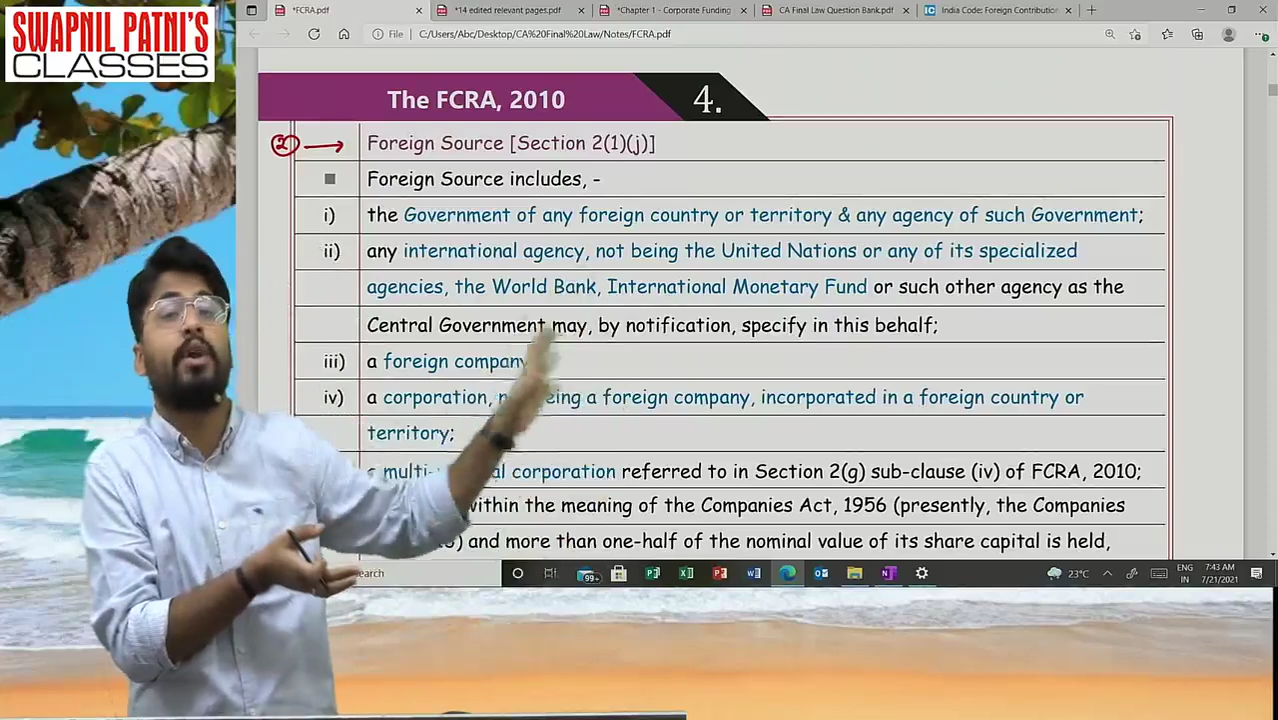 SWAPNIL PATNI'S
CLASSES
*FCRA.pdf
*14 edited relevant pages.pdf
*Chapter 1 - Corporate Funding
CA Final Law Question Bank.pdf
India Code: Foreign Contribution
File
C:/Users/Abc/Desktop/CA%20Final%20Law/Notes/FCRA.pdf
The FCRA, 2010
4.
2 → Foreign Source [Section 2(1)(j)]
■ Foreign Source includes, -
i) the Government of any foreign country or territory & any agency of such Government;
ii) any international agency, not being the United Nations or any of its specialized
agencies, the World Bank, International Monetary Fund or such other agency as the
Central Government may, by notification, specify in this behalf;
iii) a foreign company
iv) a corporation, being a foreign company, incorporated in a foreign country or
territory;
multi- corporation referred to in Section 2(g) sub-clause (iv) of FCRA, 2010;
within the meaning of the Companies Act, 1956 (presently, the Companies
) and more than one-half of the nominal value of its share capital is held,
earch
99+
23°C
ENG
IN
7:43 AM
7/21/2021